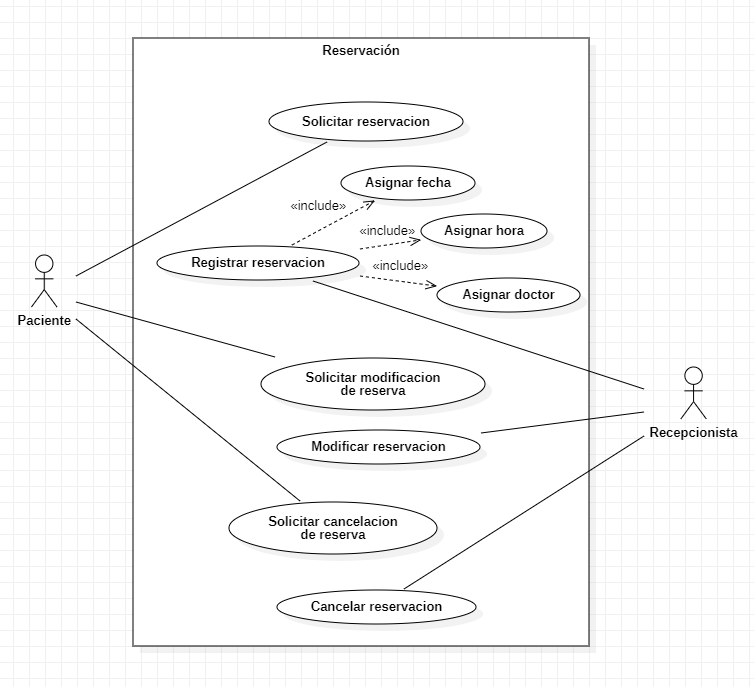 Reservación
Solicitar reservacion
Asignar fecha
«include»
Asignar hora
«include»
Registrar reservacion
«include»
Asignar doctor
Paciente
Solicitar modificacion
de reserva
Recepcionista
Modificar reservacion
Solicitar cancelacion
de reserva
Cancelar reservacion